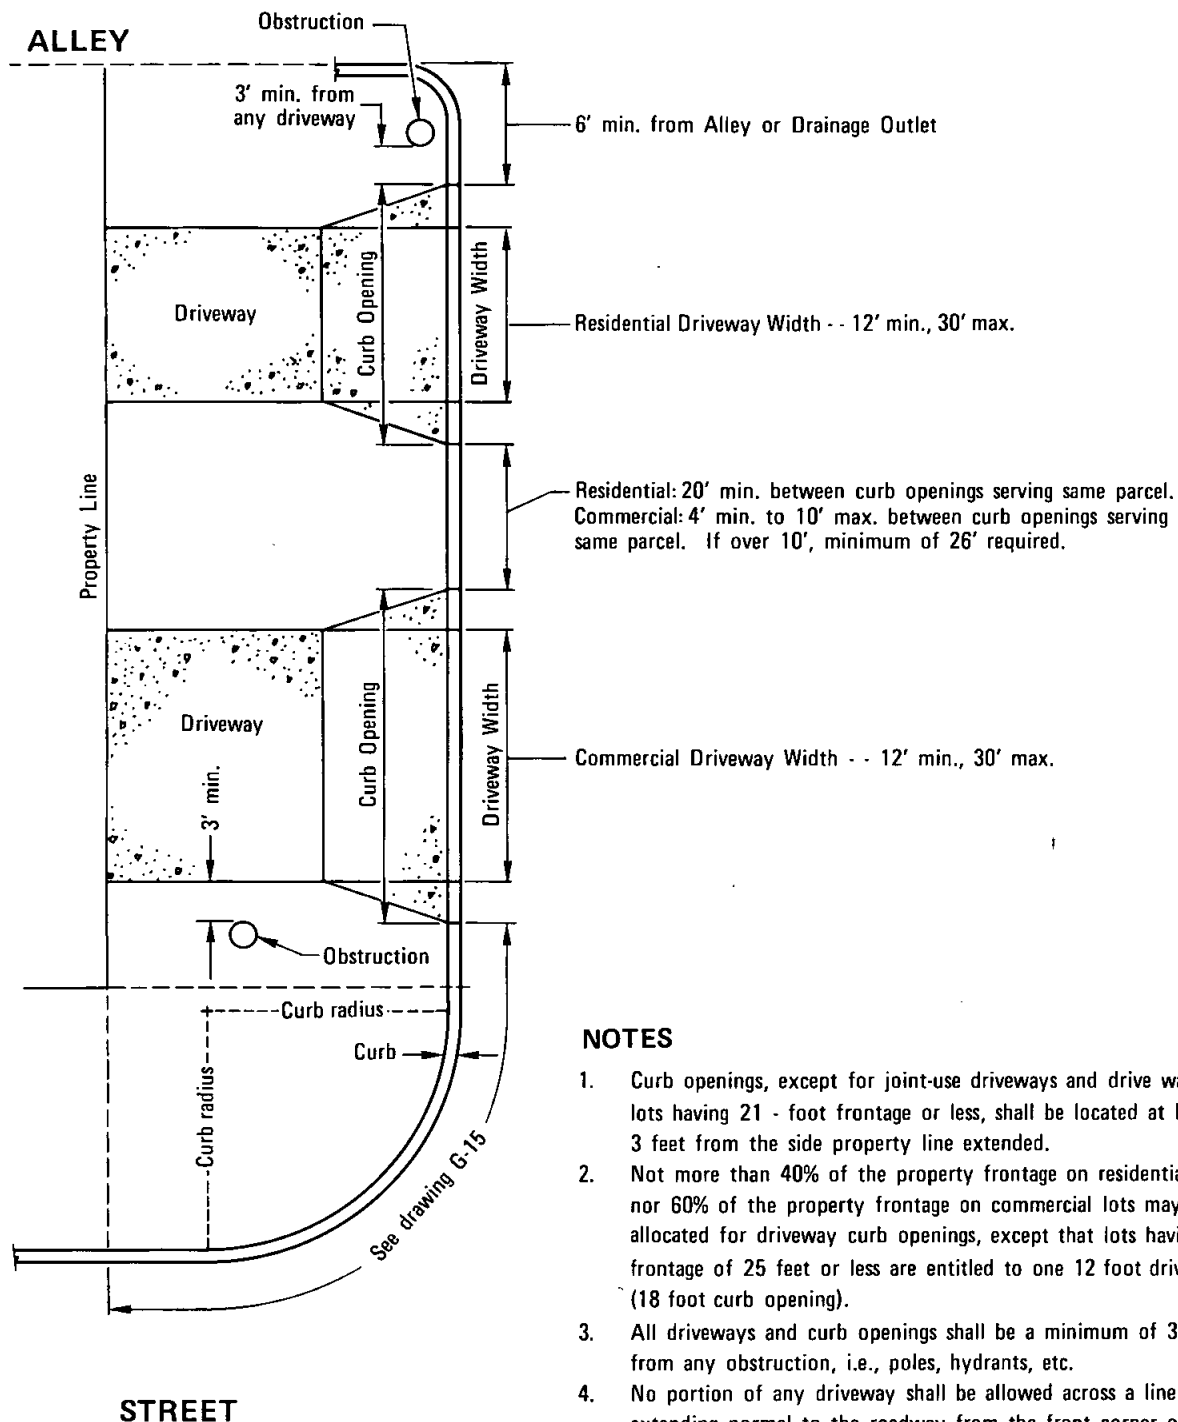 Obstruction
ALLEY
3' min. from
any driveway
6' min. from Alley or Drainage Outlet
Curb Opening
Driveway Width
Driveway
Residential Driveway Width - - 12' min., 30' max.
Property Line
Residential: 20' min. between curb openings serving same parcel.
Commercial: 4' min. to 10' max. between curb openings serving
same parcel. If over 10', minimum of 26' required.
Driveway
3' min.
Curb Opening
Driveway Width
Commercial Driveway Width - - 12' min., 30' max.
Obstruction
Curb radius
Curb
Curb radius
See drawing G-15
STREET
NOTES
1. Curb openings, except for joint-use driveways and drive
lots having 21 - foot frontage or less, shall be located at
3 feet from the side property line extended.
2. Not more than 40% of the property frontage on
nor 60% of the property frontage on commercial lots may
allocated for driveway curb openings, except that lots
frontage of 25 feet or less are entitled to one 12 foot
(18 foot curb opening).
3. All driveways and curb openings shall be a minimum of 3
from any obstruction, i.e., poles, hydrants, etc.
4. No portion of any driveway shall be allowed across a line
extending normal to the roadway from the front corner